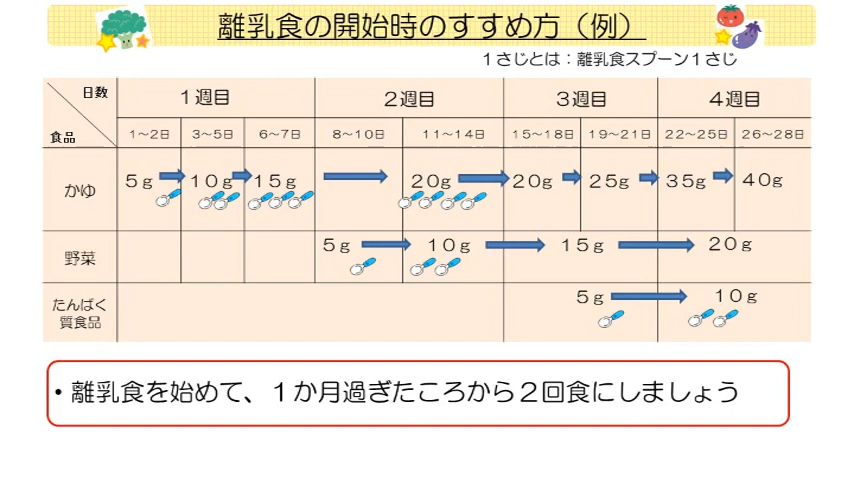 離乳食の開始時のすすめ方（例）
１さじとは：離乳食スプーン１さじ
日数
食品
１週目
２週目
３週目
４週目
1～2日
3～5日
6～7日
8～10日
11～14日
15～18日
19～21日
22～25日
26～28日
かゆ
５g
１０g
１５g
２０g
２０g
２５g
３５g
４０g
野菜
５g
１０g
１５g
２０g
たんぱく
質食品
５g
１０g
・離乳食を始めて、１か月過ぎたころから２回食にしましょう